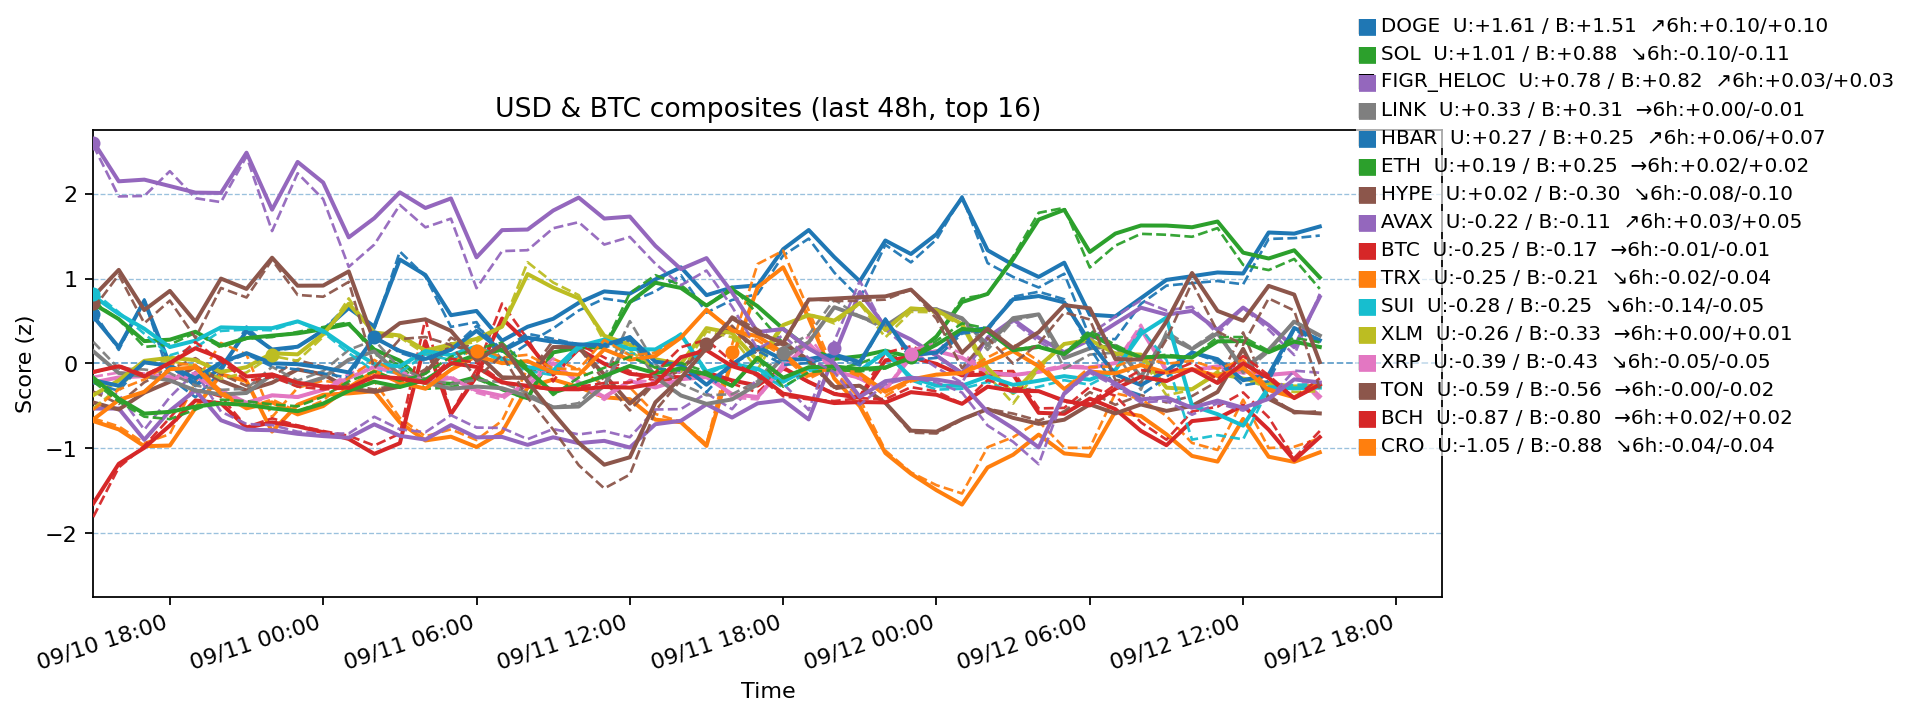 DOGE  U:+1.61 / B:+1.51  ↗6h:+0.10/+0.10
SOL  U:+1.01 / B:+0.88  ↘6h:-0.10/-0.11
FIGR_HELOC  U:+0.78 / B:+0.82  ↗6h:+0.03/+0.03
LINK  U:+0.33 / B:+0.31  →6h:+0.00/-0.01
HBAR  U:+0.27 / B:+0.25  ↗6h:+0.06/+0.07
ETH  U:+0.19 / B:+0.25  →6h:+0.02/+0.02
HYPE  U:+0.02 / B:-0.30  ↘6h:-0.08/-0.10
AVAX  U:-0.22 / B:-0.11  ↗6h:+0.03/+0.05
BTC  U:-0.25 / B:-0.17  →6h:-0.01/-0.01
TRX  U:-0.25 / B:-0.21  ↘6h:-0.02/-0.04
SUI  U:-0.28 / B:-0.25  ↘6h:-0.14/-0.05
XLM  U:-0.26 / B:-0.33  →6h:+0.00/+0.01
XRP  U:-0.39 / B:-0.43  ↘6h:-0.05/-0.05
TON  U:-0.59 / B:-0.56  →6h:-0.00/-0.02
BCH  U:-0.87 / B:-0.80  →6h:+0.02/+0.02
CRO  U:-1.05 / B:-0.88  ↘6h:-0.04/-0.04
USD & BTC composites (last 48h, top 16)
Score (z)
2
1
0
−1
−2
09/10 18:00
09/11 00:00
09/11 06:00
09/11 12:00
09/11 18:00
09/12 00:00
09/12 06:00
09/12 12:00
09/12 18:00
Time